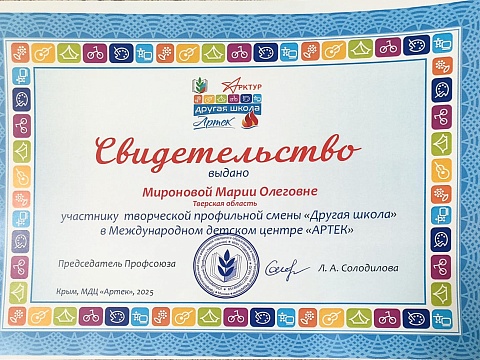 АРКТУР
ДРУГАЯ ШКОЛА
Артек
Свидетельство
выдано
Мироновой Марии Олеговне
Тверская область
участнику творческой профильной смены «Другая школа»
в Международном детском центре «АРТЕК»
Председатель Профсоюза
Л. А. Солодилова
Крым, МДЦ «Артек», 2025